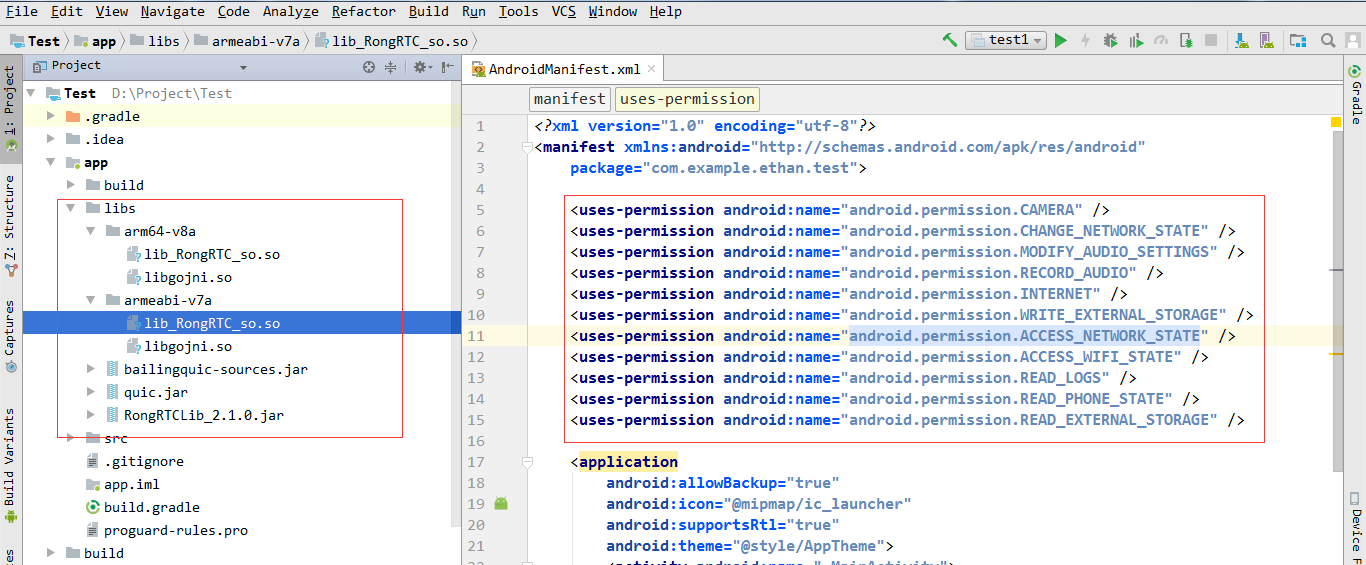 File Edit View Navigate Code Analyze Refactor Build Run Tools VCS Window Help
Test app libs armeabi-v7a lib_RongRTC_so.so test1
1: Project
Z: Structure
Captures
Build Variants
Project
Test D:\Project\Test
.gradle
.idea
app
build
libs
arm64-v8a
lib_RongRTC_so.so
libgojni.so
armeabi-v7a
lib_RongRTC_so.so
libgojni.so
bailingquic-sources.jar
quic.jar
RongRTCLib_2.1.0.jar
src
.gitignore
app.iml
build.gradle
proguard-rules.pro
build
AndroidManifest.xml
manifest uses-permission
1 <?xml version="1.0" encoding="utf-8"?>
2 <manifest xmlns:android="http://schemas.android.com/apk/res/android"
3 package="com.example.ethan.test">
4
5 <uses-permission android:name="android.permission.CAMERA" />
6 <uses-permission android:name="android.permission.CHANGE_NETWORK_STATE" />
7 <uses-permission android:name="android.permission.MODIFY_AUDIO_SETTINGS" />
8 <uses-permission android:name="android.permission.RECORD_AUDIO" />
9 <uses-permission android:name="android.permission.INTERNET" />
10 <uses-permission android:name="android.permission.WRITE_EXTERNAL_STORAGE" />
11 <uses-permission android:name="android.permission.ACCESS_NETWORK_STATE" />
12 <uses-permission android:name="android.permission.ACCESS_WIFI_STATE" />
13 <uses-permission android:name="android.permission.READ_LOGS" />
14 <uses-permission android:name="android.permission.READ_PHONE_STATE" />
15 <uses-permission android:name="android.permission.READ_EXTERNAL_STORAGE" />
16
17 <application
18 android:allowBackup="true"
19 android:icon="@mipmap/ic_launcher"
20 android:supportsRtl="true"
21 android:theme="@style/AppTheme">
Gradle
Device F